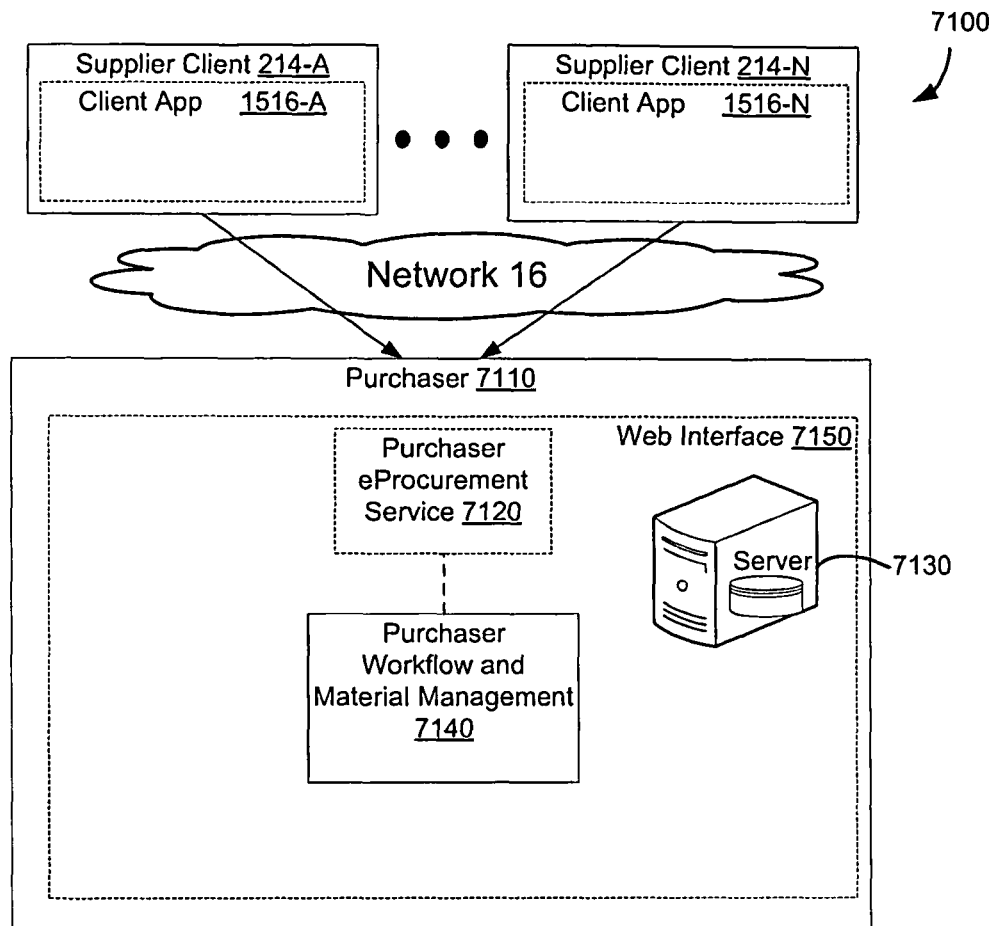 7100
Supplier Client 214-A
Client App 1516-A
Supplier Client 214-N
Client App 1516-N
Network 16
Purchaser 7110
Web Interface 7150
Purchaser
eProcurement
Service 7120
Server
7130
Purchaser
Workflow and
Material Management
7140